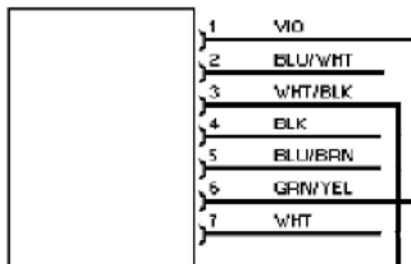 1 VIO
2 BLU/WHT
3 WHT/BLK
4 BLK
5 BLU/BRN
6 GRN/YEL
7 WHT